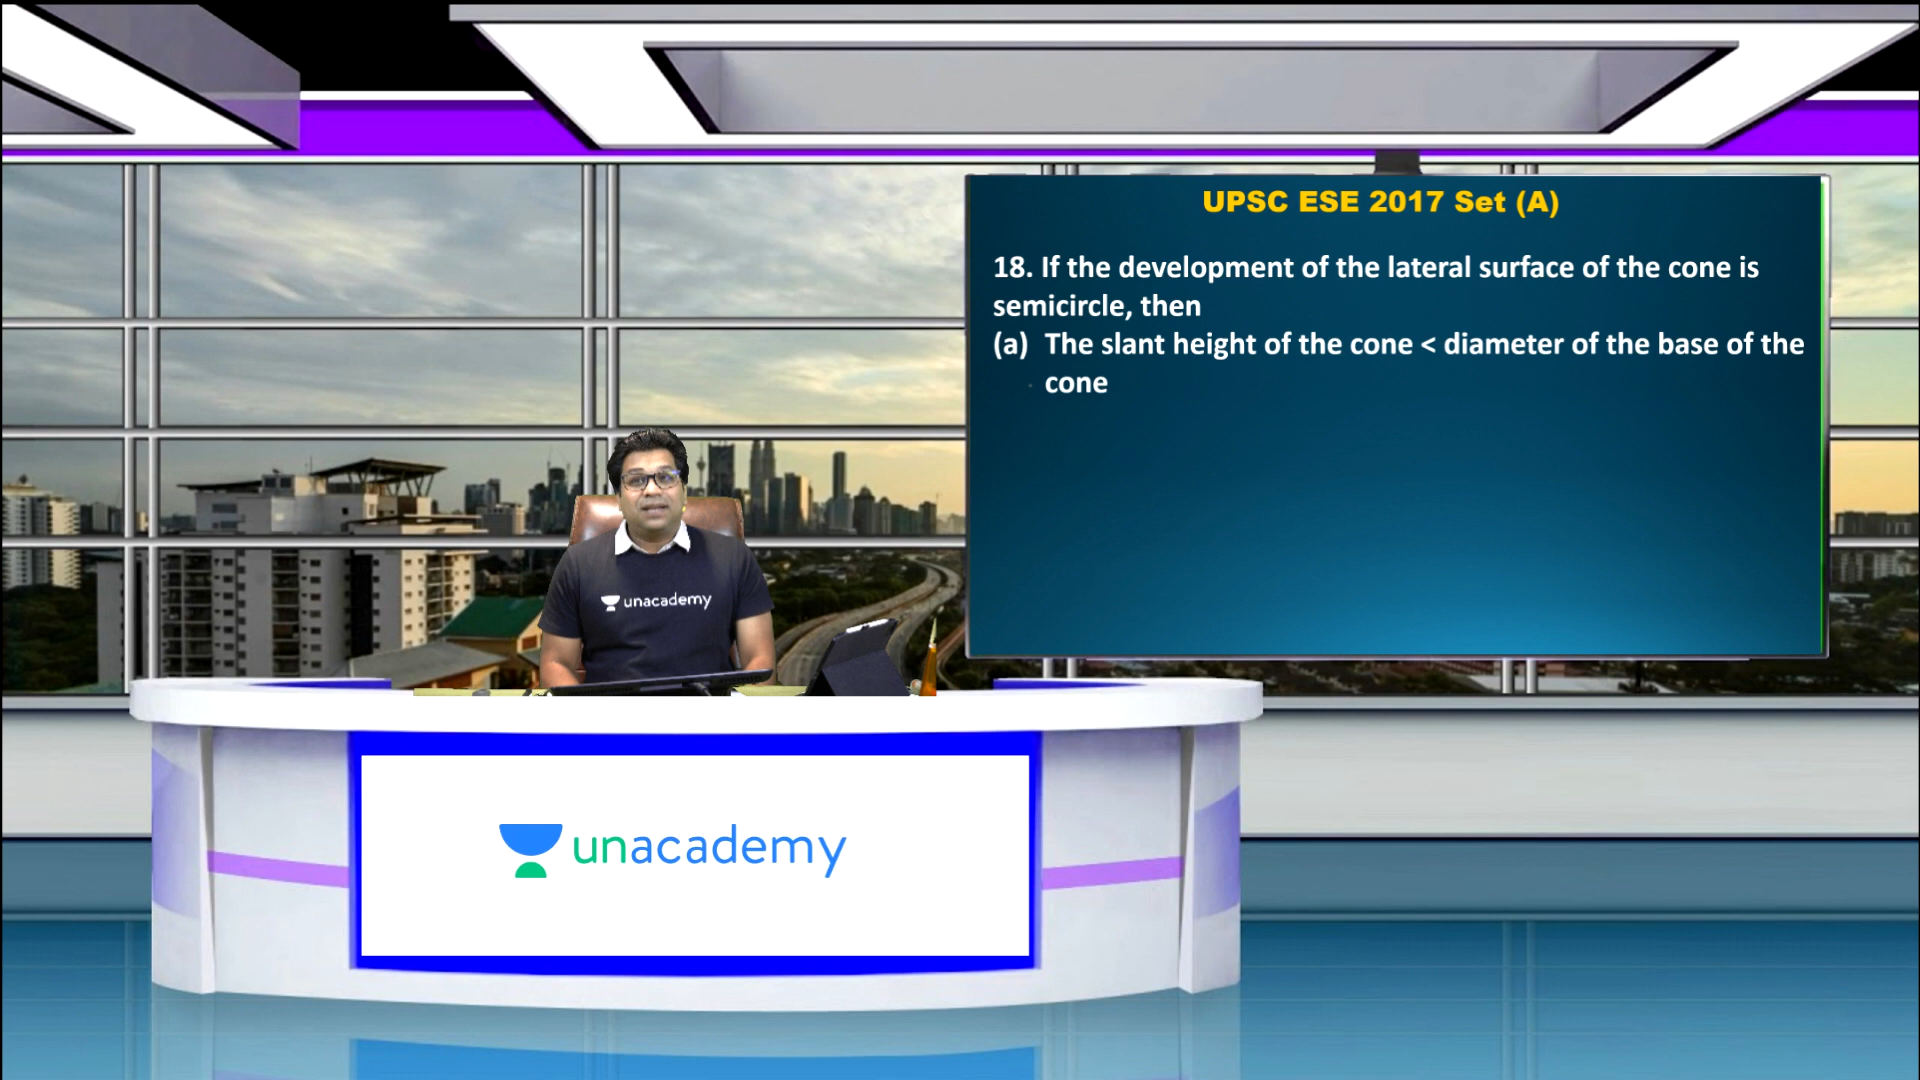 UPSC ESE 2017 Set (A)
18. If the development of the lateral surface of the cone is
semicircle, then
(a) The slant height of the cone < diameter of the base of the
cone
unacademy
unacademy